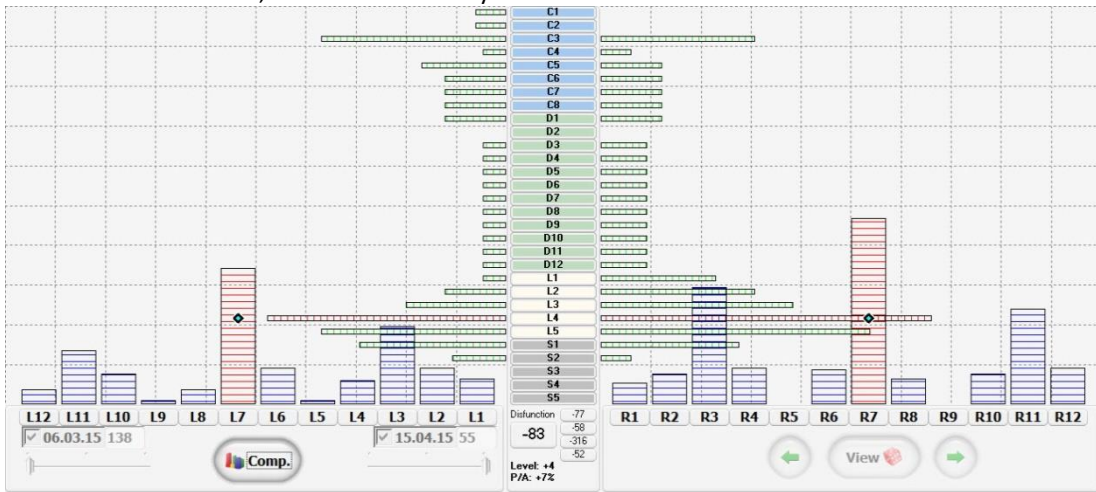 C1
C2
C3
C4
C5
C6
C7
C8
D1
D2
D3
D4
D5
D6
D7
D8
D9
D10
D11
D12
L1
L2
L3
L4
L5
S1
S2
S3
S4
S5
L12 L11 L10 L9 L8 L7 L6 L5 L4 L3 L2 L1 Disfunction -77 R1 R2 R3 R4 R5 R6 R7 R8 R9 R10 R11 R12
06.03.15 138 15.04.15 55 -83 -58
-316
Comp. -52 View
Level: +4
P/A: +7%